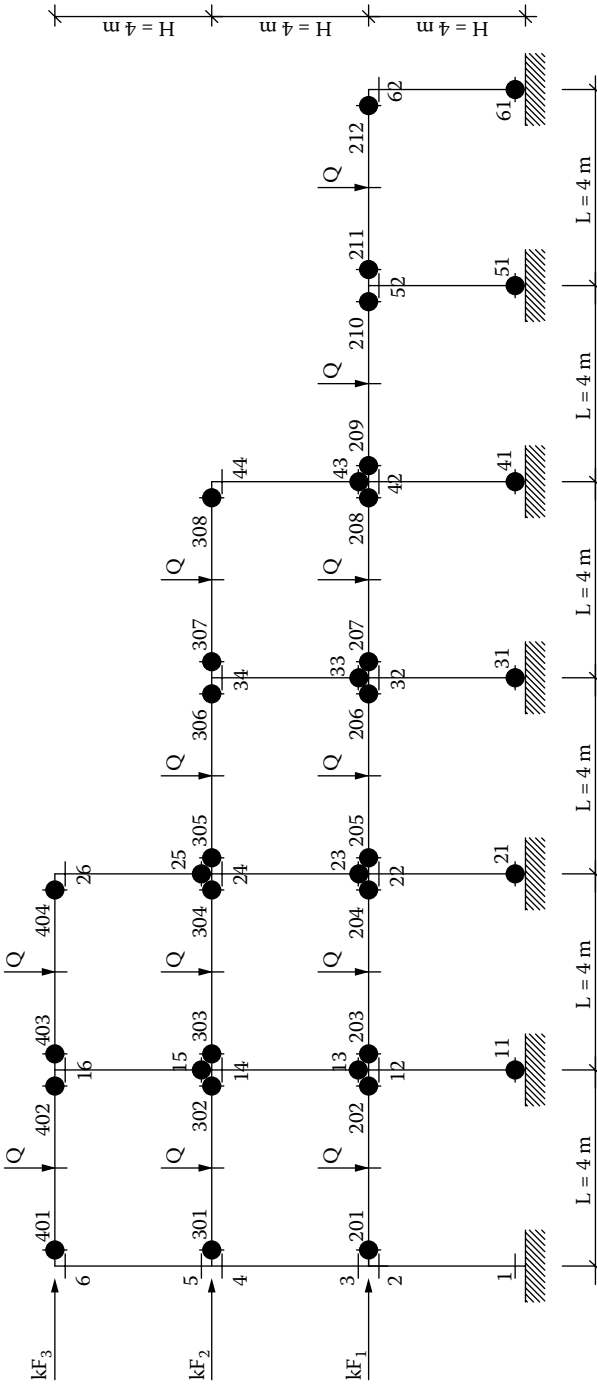 kF₃
6
401
Q
402
16
403
Q
404
26
H = 4 m
kF₂
5
4
301
Q
302
15
14
303
Q
304
25
24
305
Q
306
34
307
Q
308
44
H = 4 m
kF₁
3
2
201
Q
202
13
12
203
Q
204
23
22
205
Q
206
33
32
207
Q
208
43
42
209
Q
210
52
211
Q
212
62
H = 4 m
1
11
21
31
41
51
61
L = 4 m
L = 4 m
L = 4 m
L = 4 m
L = 4 m
L = 4 m